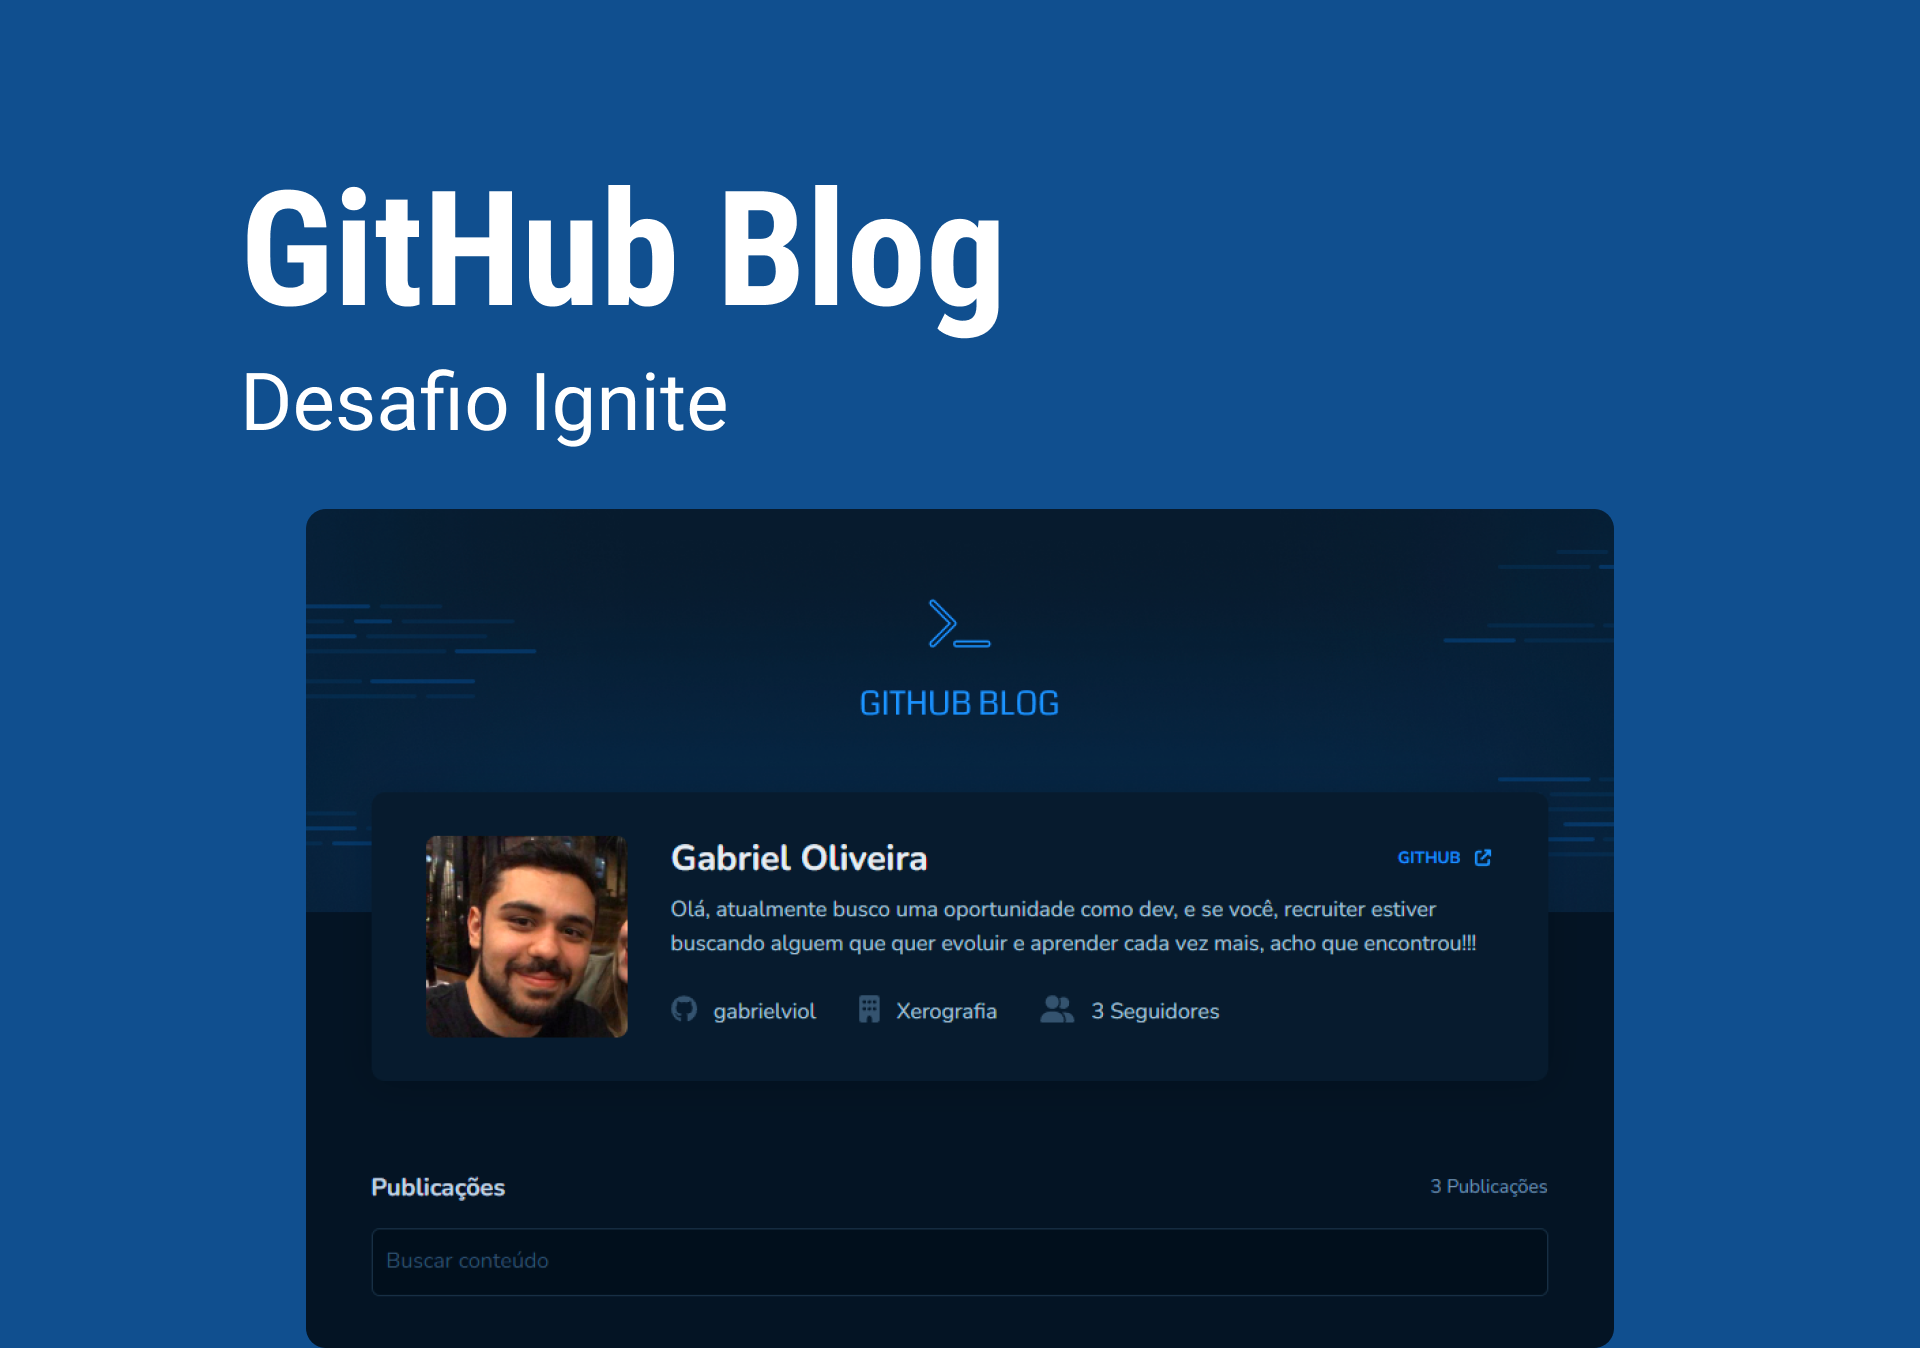 GitHub Blog
Desafio Ignite
GITHUB BLOG
Gabriel Oliveira
GITHUB
Olá, atualmente busco uma oportunidade como dev, e se você, recruiter estiver
buscando alguem que quer evoluir e aprender cada vez mais, acho que encontrou!!!
gabrielviol
Xerografia
3 Seguidores
Publicações
3 Publicações
Buscar conteúdo